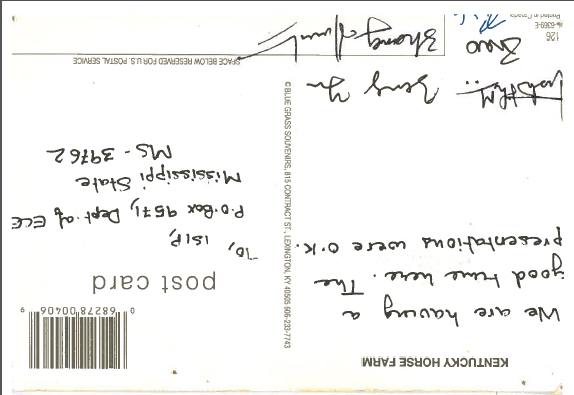 KENTUCKY HORSE FARM
We are having a
good time here. The
presentations were O.K.
126
6369-E
Printed in Canada
© BLUE GRASS SOUVENIRS, 815 CONTRACT ST., LEXINGTON, KY 40505 606-233-7743
0 68278 00406 9
post card
To,
ISIP,
P.O.Box 9571, Dept. of ECE
Mississippi State
MS - 39762
SPACE BELOW RESERVED FOR U.S. POSTAL SERVICE